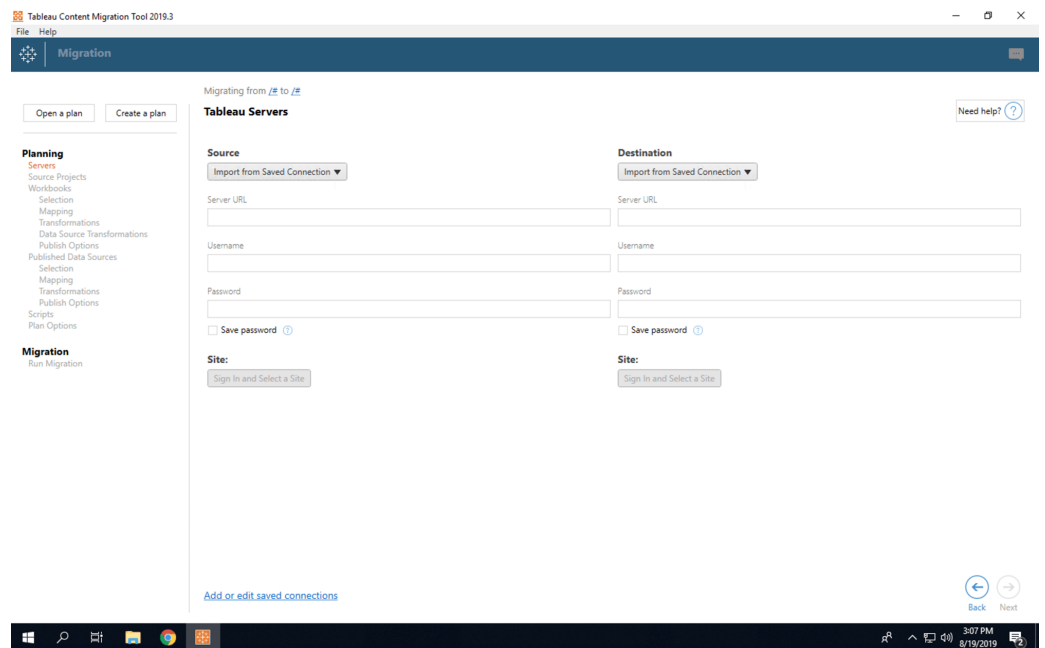 Tableau Content Migration Tool 2019.3
File Help
Migration
Migrating from /# to /#
Open a plan Create a plan
Tableau Servers
Need help? ?
Planning
Servers
Source Projects
Workbooks
Selection
Mapping
Transformations
Data Source Transformations
Publish Options
Published Data Sources
Selection
Mapping
Transformations
Publish Options
Scripts
Plan Options
Migration
Run Migration
Source
Import from Saved Connection ▼
Server URL
Username
Password
Save password ?
Site:
Sign In and Select a Site
Destination
Import from Saved Connection ▼
Server URL
Username
Password
Save password ?
Site:
Sign In and Select a Site
Add or edit saved connections
Back Next
3:07 PM
8/19/2019
2